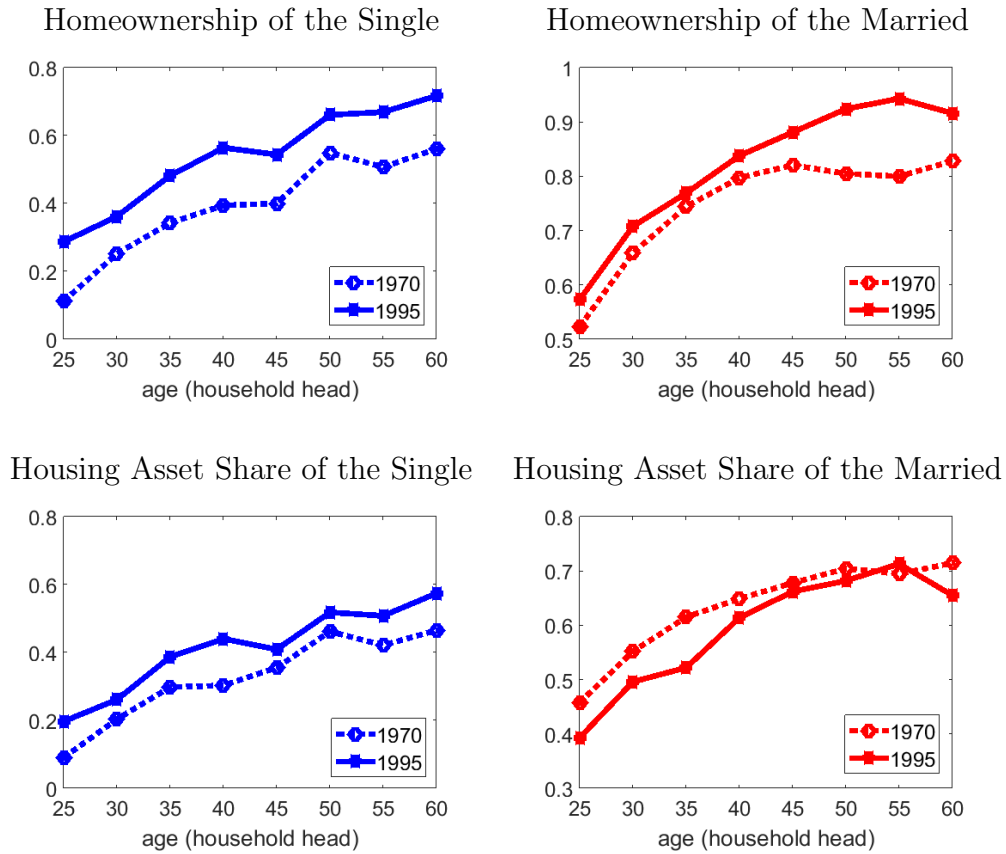 Homeownership of the Single
0.8
0.6
0.4
0.2
0
25 30 35 40 45 50 55 60
age (household head)
1970
1995
Homeownership of the Married
1
0.9
0.8
0.7
0.6
0.5
25 30 35 40 45 50 55 60
age (household head)
1970
1995
Housing Asset Share of the Single
0.8
0.6
0.4
0.2
0
25 30 35 40 45 50 55 60
age (household head)
1970
1995
Housing Asset Share of the Married
0.8
0.7
0.6
0.5
0.4
0.3
25 30 35 40 45 50 55 60
age (household head)
1970
1995